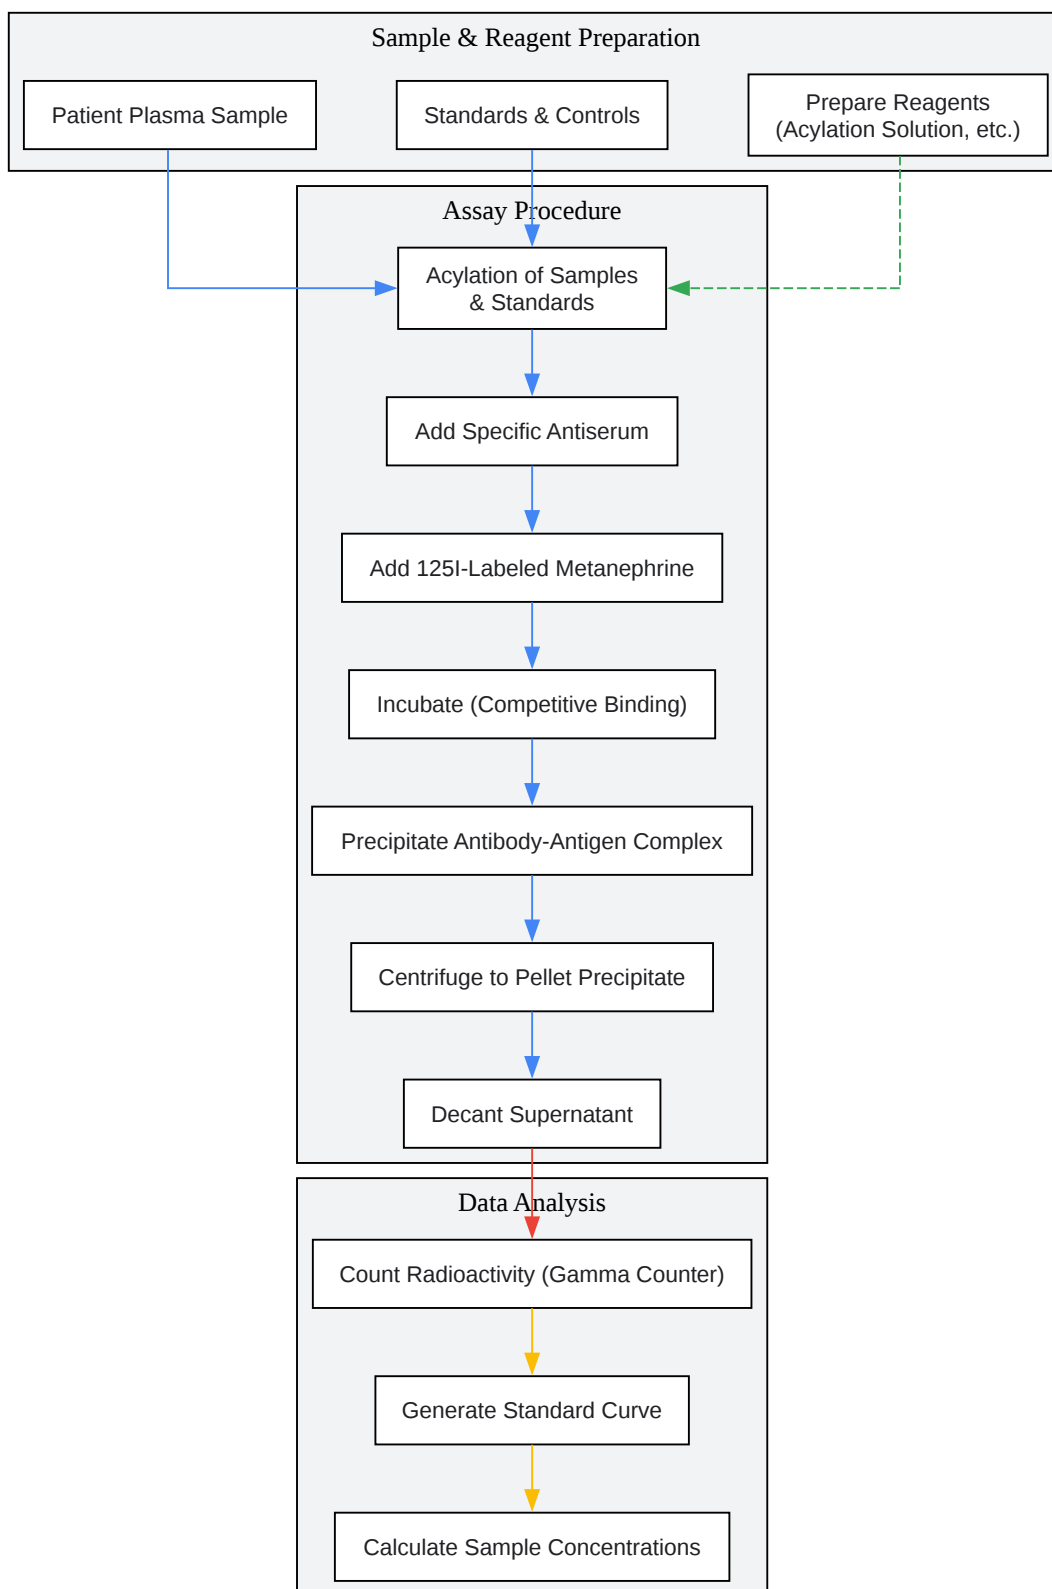 Sample & Reagent Preparation
Patient Plasma Sample
Standards & Controls
Prepare Reagents
(Acylation Solution, etc.)
Assay Procedure
Acylation of Samples
& Standards
Add Specific Antiserum
Add 125I-Labeled Metanephrine
Incubate (Competitive Binding)
Precipitate Antibody-Antigen Complex
Centrifuge to Pellet Precipitate
Decant Supernatant
Data Analysis
Count Radioactivity (Gamma Counter)
Generate Standard Curve
Calculate Sample Concentrations